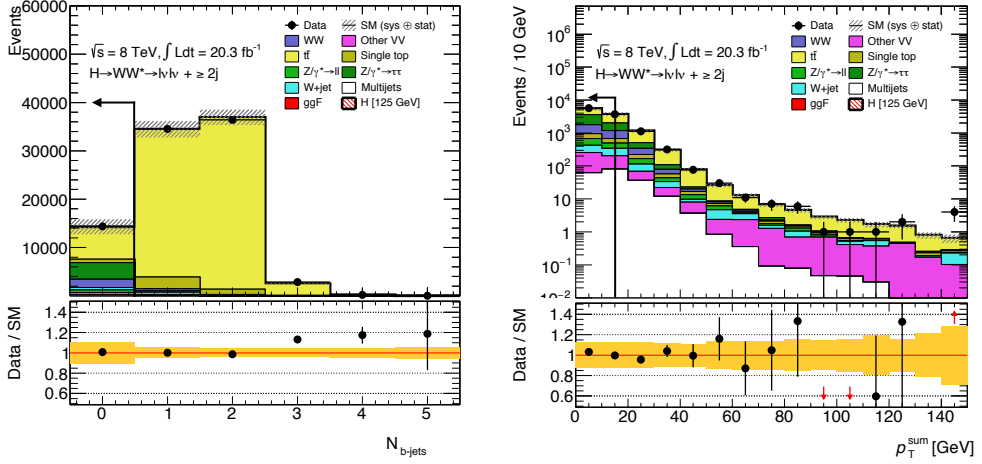 Events
60000
50000
40000
30000
20000
10000
Data
SM (sys ⊕ stat)
WW
Other VV
tt̄
Single top
Z/γ*→ll
Z/γ*→ττ
W+jet
Multijets
ggF
H [125 GeV]
√s = 8 TeV, ∫ Ldt = 20.3 fb⁻¹
H→WW*→lνlν + ≥ 2j
Data / SM
1.4
1.2
1
0.8
0.6
0 1 2 3 4 5
N b-jets
Events / 10 GeV
10⁷
10⁶
10⁵
10⁴
10³
10²
10
1
10⁻¹
10⁻²
Data
SM (sys ⊕ stat)
WW
Other VV
tt̄
Single top
Z/γ*→ll
Z/γ*→ττ
W+jet
Multijets
ggF
H [125 GeV]
√s = 8 TeV, ∫ Ldt = 20.3 fb⁻¹
H→WW*→lνlν + ≥ 2j
Data / SM
1.4
1.2
1
0.8
0.6
0 20 40 60 80 100 120 140
p_T^sum [GeV]